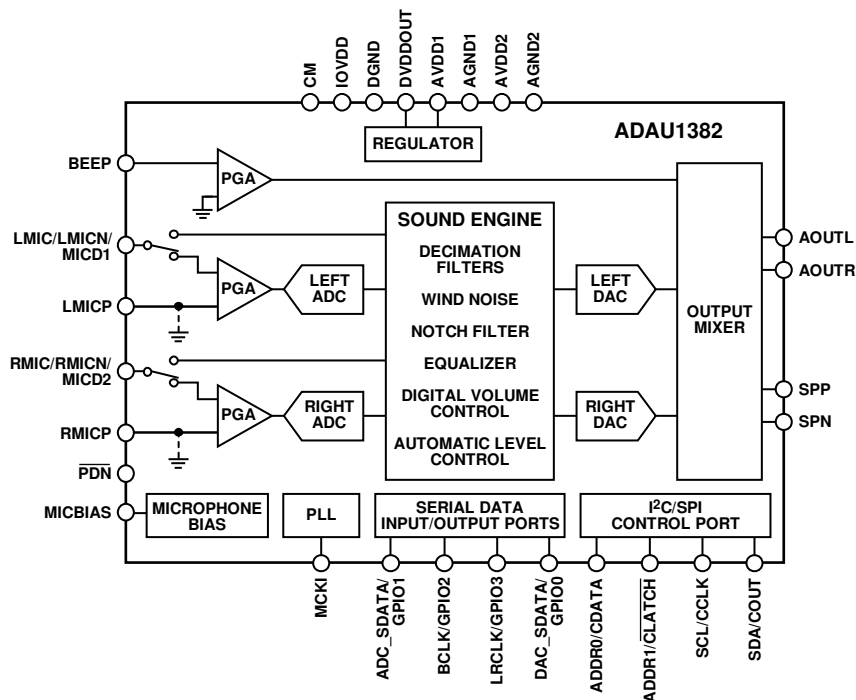 CM
IOVDD
DGND
DVDDOUT
AVDD1
AGND1
AVDD2
AGND2
ADAU1382
REGULATOR
BEEP
PGA
LMIC/LMICN/
MICD1
LMICP
PGA
LEFT
ADC
RMIC/RMICN/
MICD2
RMICP
PGA
RIGHT
ADC
SOUND ENGINE
DECIMATION
FILTERS
WIND NOISE
NOTCH FILTER
EQUALIZER
DIGITAL VOLUME
CONTROL
AUTOMATIC LEVEL
CONTROL
LEFT
DAC
RIGHT
DAC
OUTPUT
MIXER
AOUTL
AOUTR
SPP
SPN
PDN
MICBIAS
MICROPHONE
BIAS
PLL
SERIAL DATA
INPUT/OUTPUT PORTS
I²C/SPI
CONTROL PORT
MCKI
ADC_SDATA/
GPIO1
BCLK/GPIO2
LRCLK/GPIO3
DAC_SDATA/
GPIO0
ADDR0/CDATA
ADDR1/CLATCH
SCL/CCLK
SDA/COUT